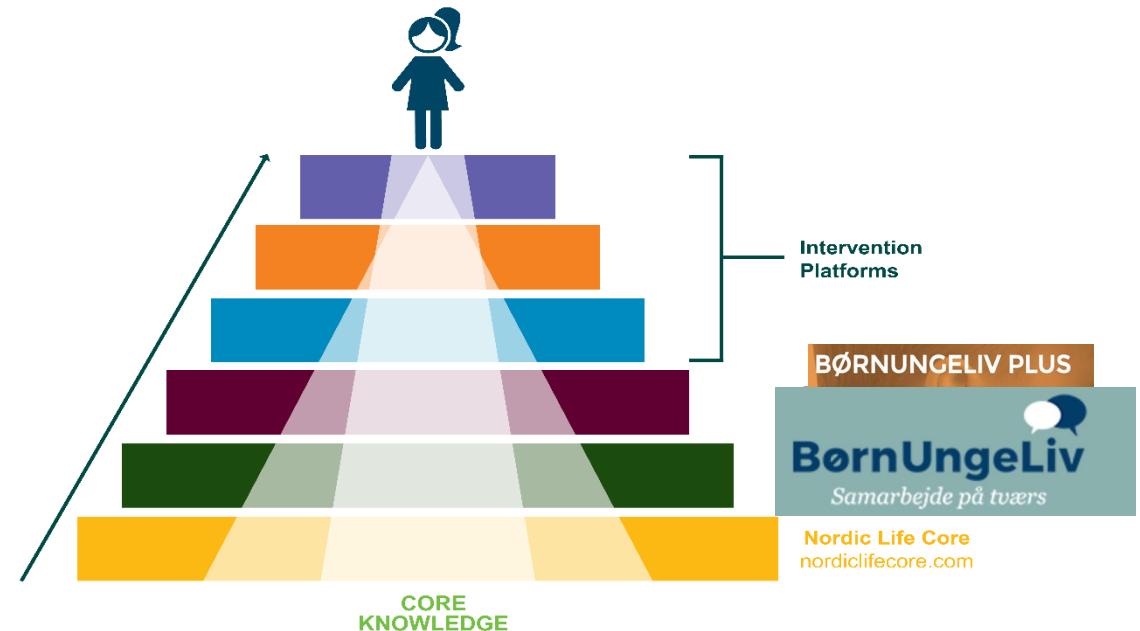 Intervention
Platforms
BØRNUNGELIV PLUS
BørnUngeLiv
Samarbejde på tværs
Nordic Life Core
nordiclifecore.com
CORE
KNOWLEDGE